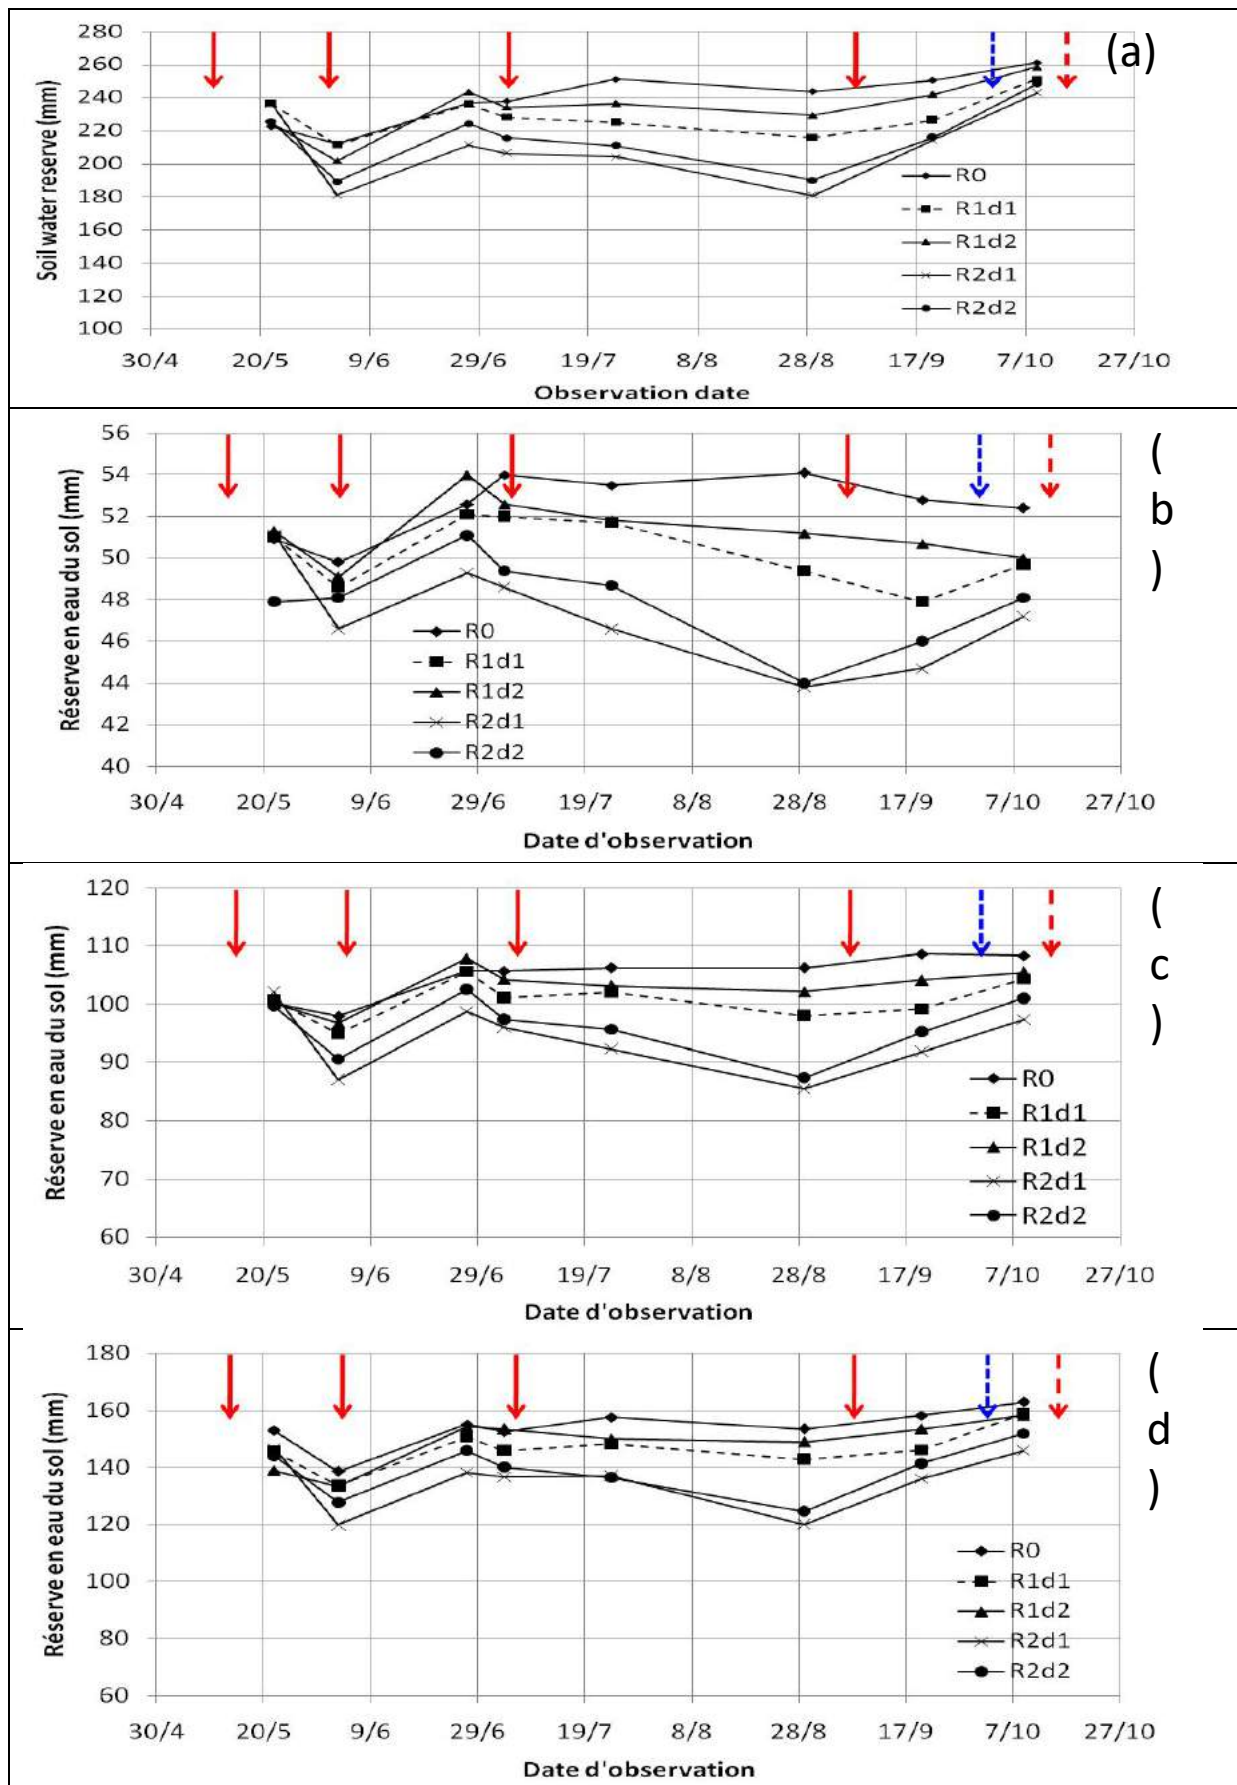 280
260
240
220
200
180
160
140
120
100
Soil water reserve (mm)
(a)
R0
R1d1
R1d2
R2d1
R2d2
30/4 20/5 9/6 29/6 19/7 8/8 28/8 17/9 7/10 27/10
Observation date
56
54
52
50
48
46
44
42
40
Réserve en eau du sol (mm)
(
b
)
R0
R1d1
R1d2
R2d1
R2d2
30/4 20/5 9/6 29/6 19/7 8/8 28/8 17/9 7/10 27/10
Date d'observation
120
110
100
90
80
70
60
Réserve en eau du sol (mm)
(
c
)
R0
R1d1
R1d2
R2d1
R2d2
30/4 20/5 9/6 29/6 19/7 8/8 28/8 17/9 7/10 27/10
Date d'observation
180
160
140
120
100
80
60
Réserve en eau du sol (mm)
(
d
)
R0
R1d1
R1d2
R2d1
R2d2
30/4 20/5 9/6 29/6 19/7 8/8 28/8 17/9 7/10 27/10
Date d'observation